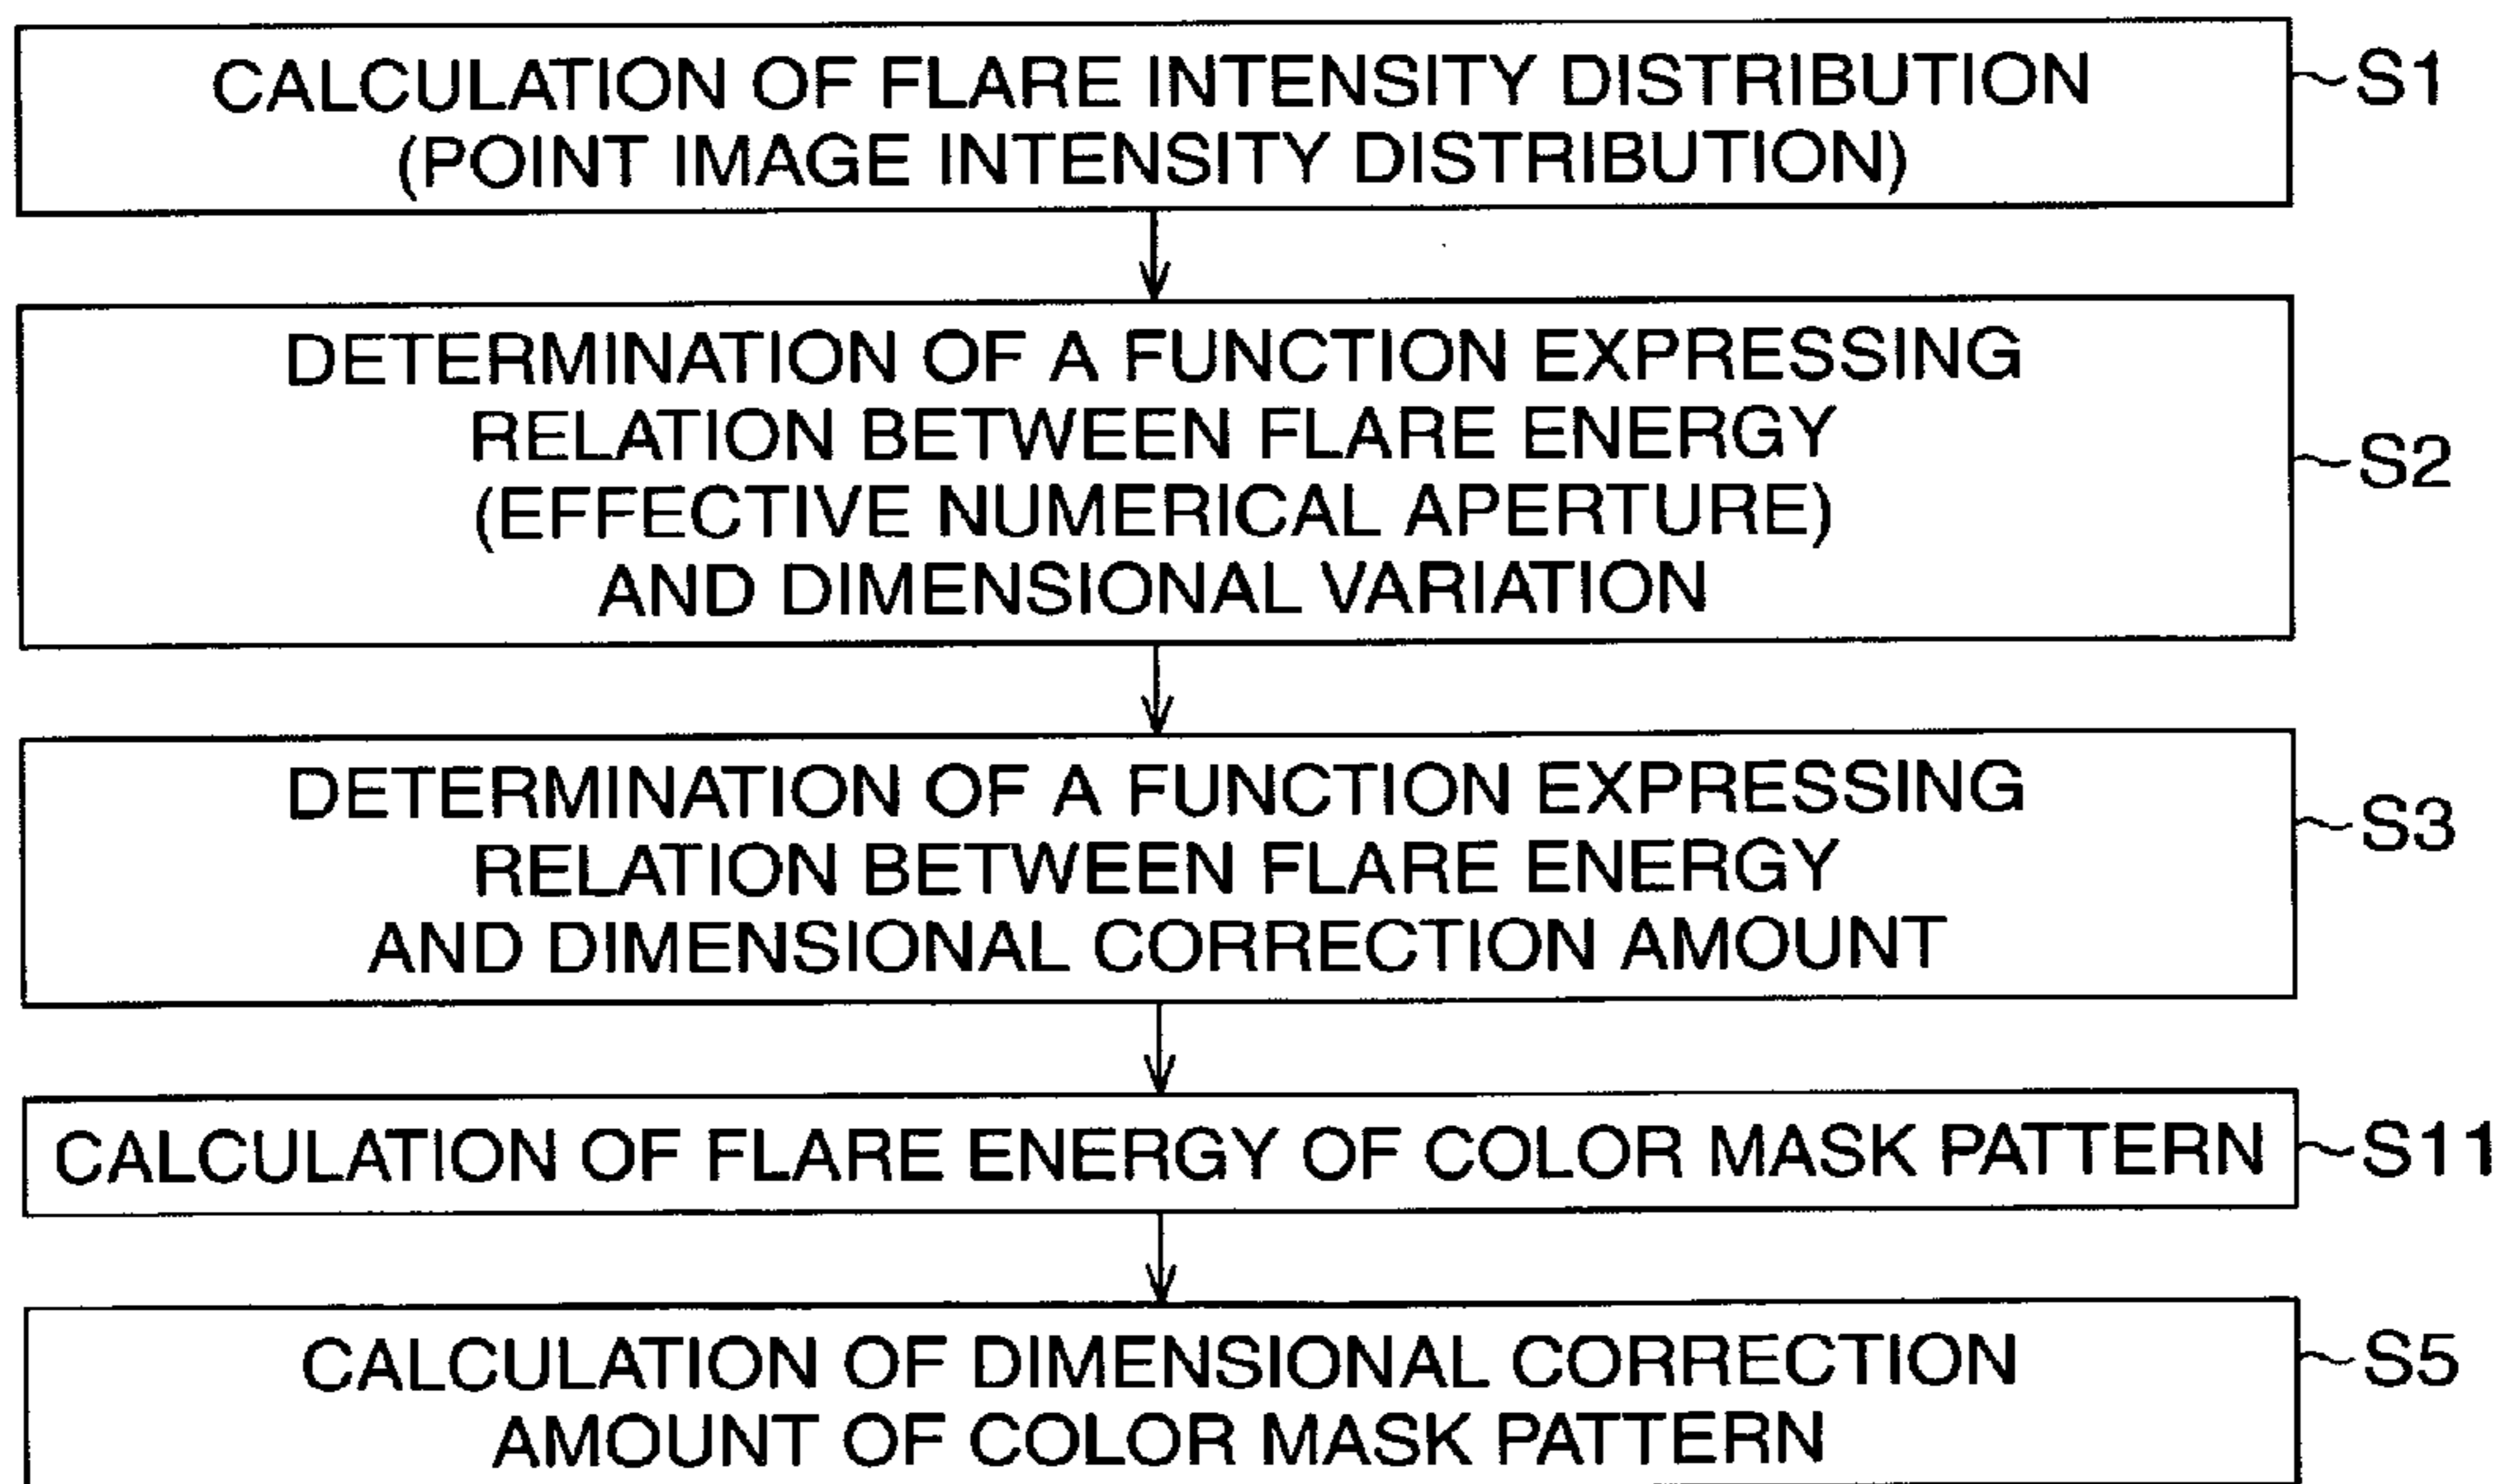 CALCULATION OF FLARE INTENSITY DISTRIBUTION
(POINT IMAGE INTENSITY DISTRIBUTION)
S1
DETERMINATION OF A FUNCTION EXPRESSING
RELATION BETWEEN FLARE ENERGY
(EFFECTIVE NUMERICAL APERTURE)
AND DIMENSIONAL VARIATION
S2
DETERMINATION OF A FUNCTION EXPRESSING
RELATION BETWEEN FLARE ENERGY
AND DIMENSIONAL CORRECTION AMOUNT
S3
CALCULATION OF FLARE ENERGY OF COLOR MASK PATTERN
S11
CALCULATION OF DIMENSIONAL CORRECTION
AMOUNT OF COLOR MASK PATTERN
S5